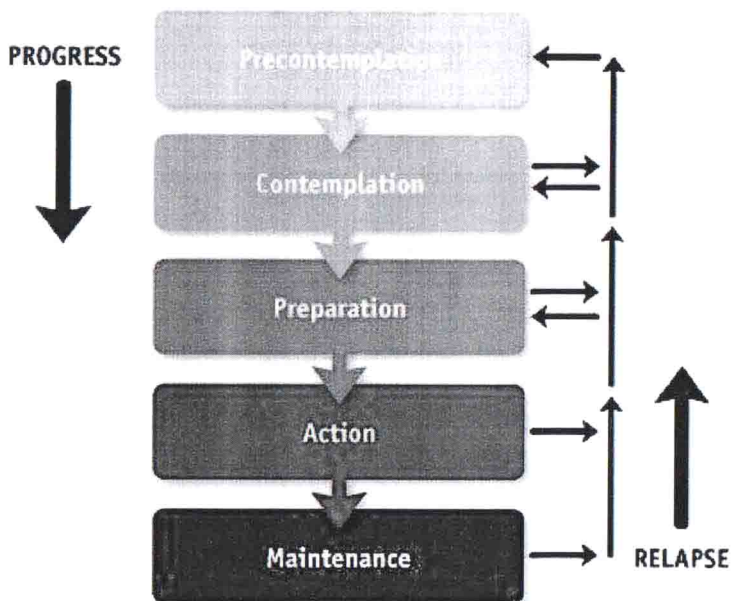 PROGRESS
Precontemplation
Contemplation
Preparation
Action
Maintenance
RELAPSE